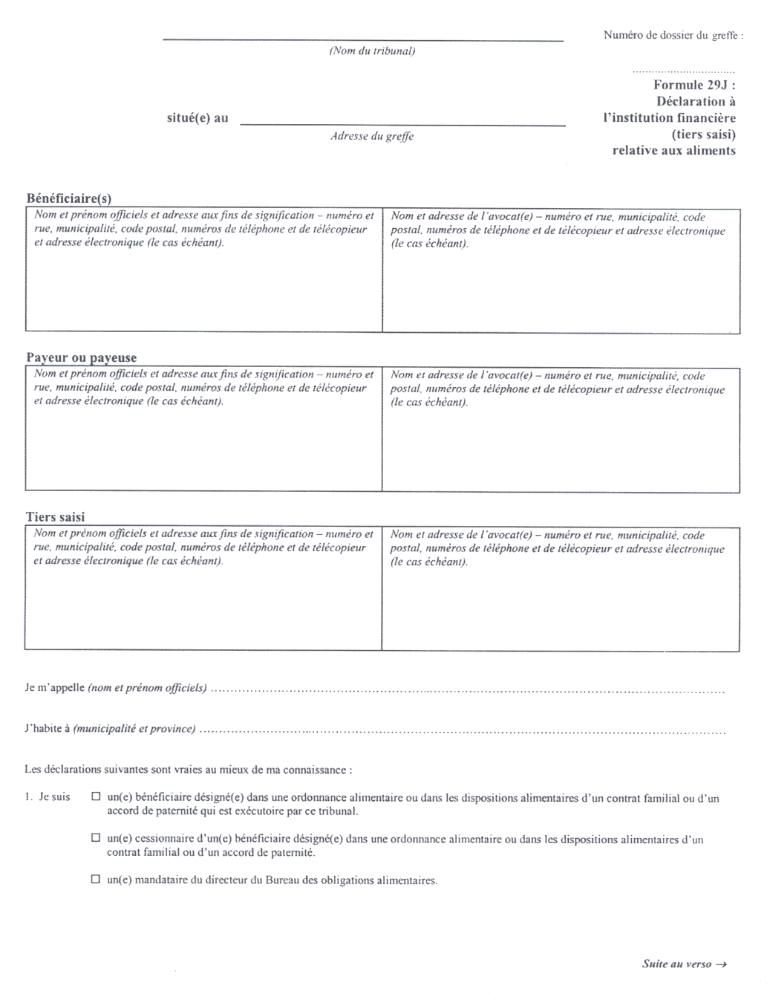 Numéro de dossier du greffe :
(Nom du tribunal)
Formule 29J :
Déclaration à
situé(e) au
l'institution financière
(tiers saisi)
Adresse du greffe
relative aux aliments
Bénéficiaire(s)
Nom et prénom officiels et adresse aux fins de signification – numéro et
rue, municipalité, code postal, numéros de téléphone et de télécopieur
et adresse électronique (le cas échéant).
Nom et adresse de l'avocat(e) – numéro et rue, municipalité, code
postal, numéros de téléphone et de télécopieur et adresse électronique
(le cas échéant).
Payeur ou payeuse
Nom et prénom officiels et adresse aux fins de signification – numéro et
rue, municipalité, code postal, numéros de téléphone et de télécopieur
et adresse électronique (le cas échéant).
Nom et adresse de l'avocat(e) – numéro et rue, municipalité, code
postal, numéros de téléphone et de télécopieur et adresse électronique
(le cas échéant).
Tiers saisi
Nom et prénom officiels et adresse aux fins de signification – numéro et
rue, municipalité, code postal, numéros de téléphone et de télécopieur
et adresse électronique (le cas échéant).
Nom et adresse de l'avocat(e) – numéro et rue, municipalité, code
postal, numéros de téléphone et de télécopieur et adresse électronique
(le cas échéant).
Je m'appelle (nom et prénom officiels)
J'habite à (municipalité et province)
Les déclarations suivantes sont vraies au mieux de ma connaissance :
1. Je suis ☐ un(e) bénéficiaire désigné(e) dans une ordonnance alimentaire ou dans les dispositions alimentaires d'un contrat familial ou d'un
accord de paternité qui est exécutoire par ce tribunal.
☐ un(e) cessionnaire d'un(e) bénéficiaire désigné(e) dans une ordonnance alimentaire ou dans les dispositions alimentaires d'un
contrat familial ou d'un accord de paternité.
☐ un(e) mandataire du directeur du Bureau des obligations alimentaires.
Suite au verso →